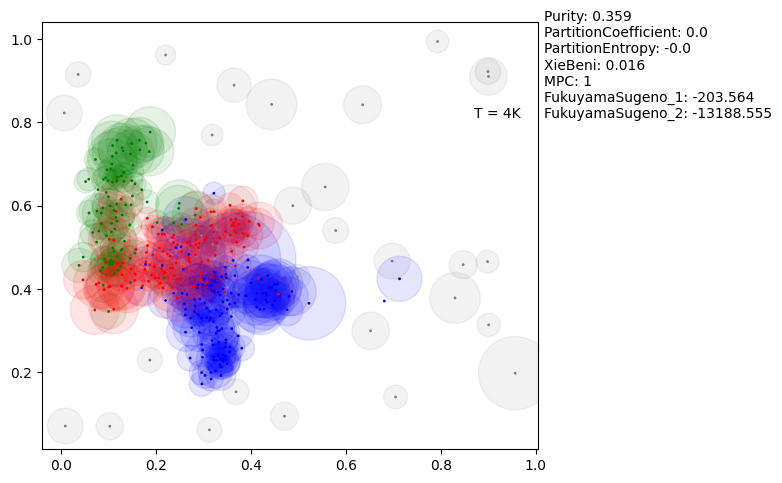 Purity: 0.359
PartitionCoefficient: 0.0
PartitionEntropy: -0.0
XieBeni: 0.016
MPC: 1
FukuyamaSugeno_1: -203.564
FukuyamaSugeno_2: -13188.555
T = 4K
1.0
0.8
0.6
0.4
0.2
0.0
0.2
0.4
0.6
0.8
1.0